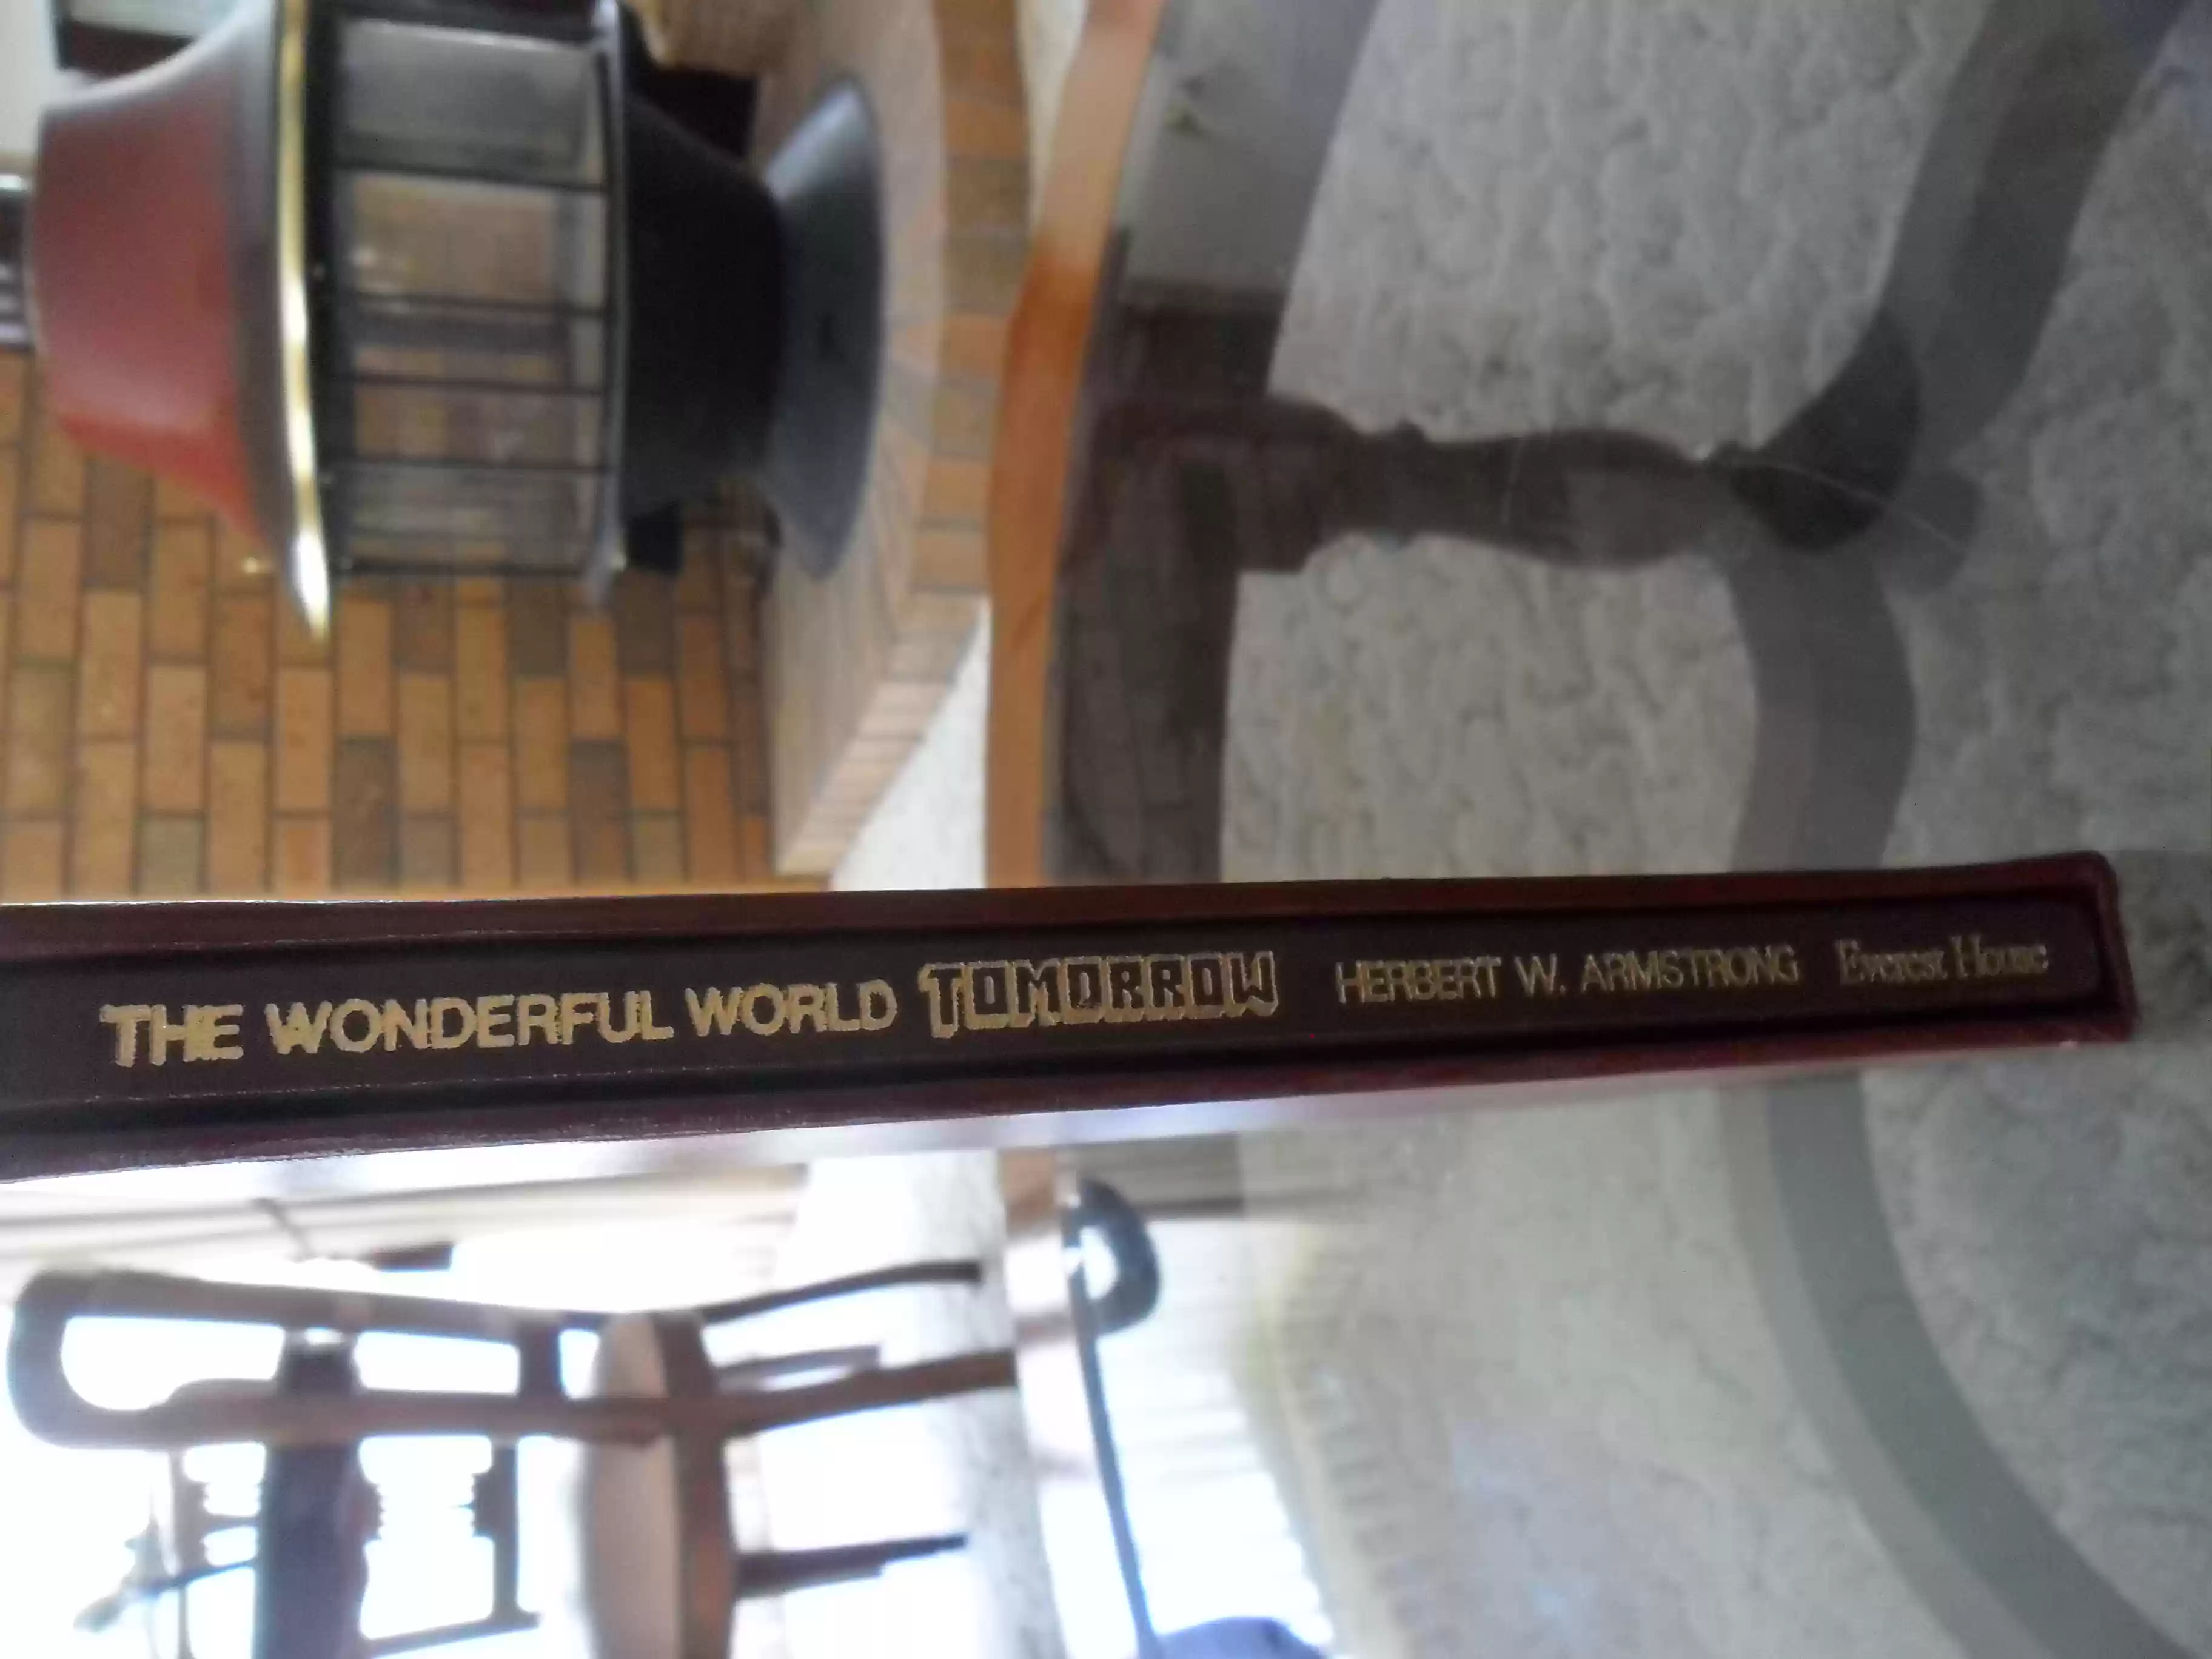 THE WONDERFUL WORLD TOMORROW HERBERT W. ARMSTRONG Everest House